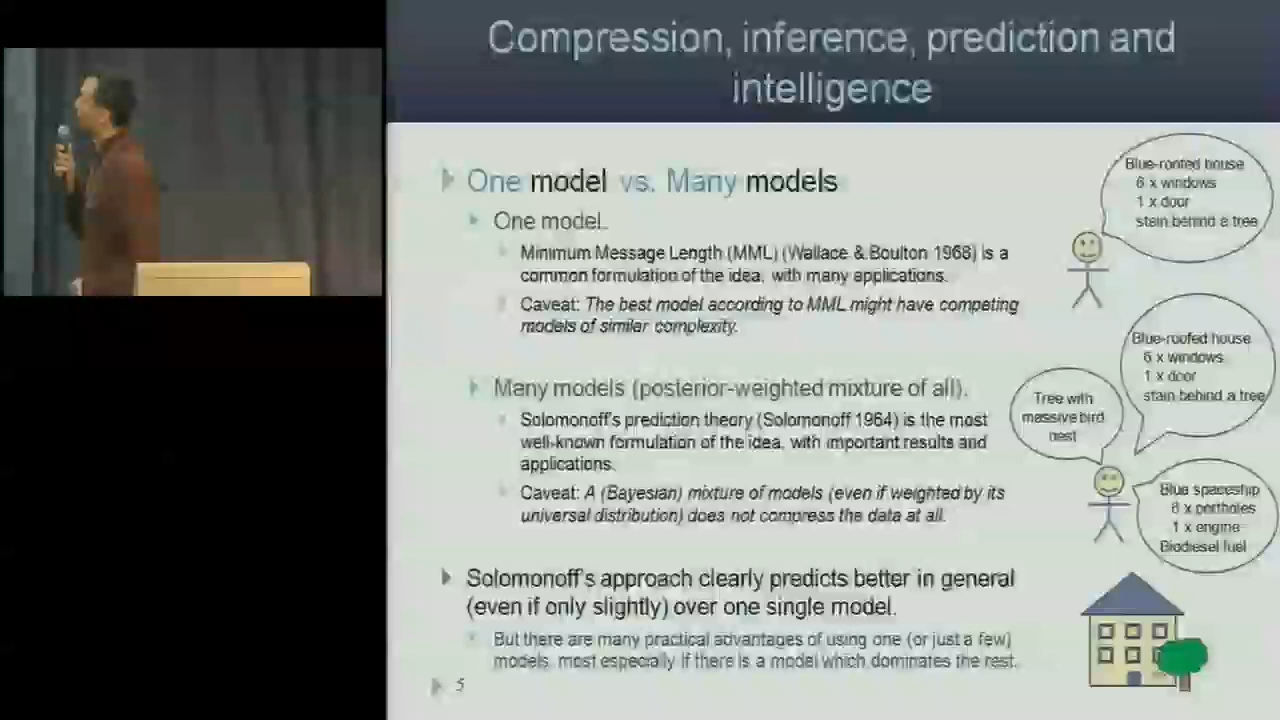 Compression, inference, prediction and
intelligence
One model vs. Many models
One model.
Minimum Message Length (MML) (Wallace & Boulton 1968) is a
common formulation of the idea, with many applications.
Caveat: The best model according to MML might have competing
models of similar complexity.
Many models (posterior-weighted mixture of all).
Solomonoff's prediction theory (Solomonoff 1964) is the most
well-known formulation of the idea, with important results and
applications.
Caveat: A (Bayesian) mixture of models (even if weighted by its
universal distribution) does not compress the data at all.
Solomonoff's approach clearly predicts better in general
(even if only slightly) over one single model.
But there are many practical advantages of using one (or just a few)
models, most especially if there is a model which dominates the rest.
5
Blue-roofed house
6 x windows
1 x door
stain behind a tree
Blue-roofed house
6 x windows
1 x door
stain behind a tree
Tree with
massive bird
nest
Blue spaceship
6 x portholes
1 x engine
Biodiesel fuel